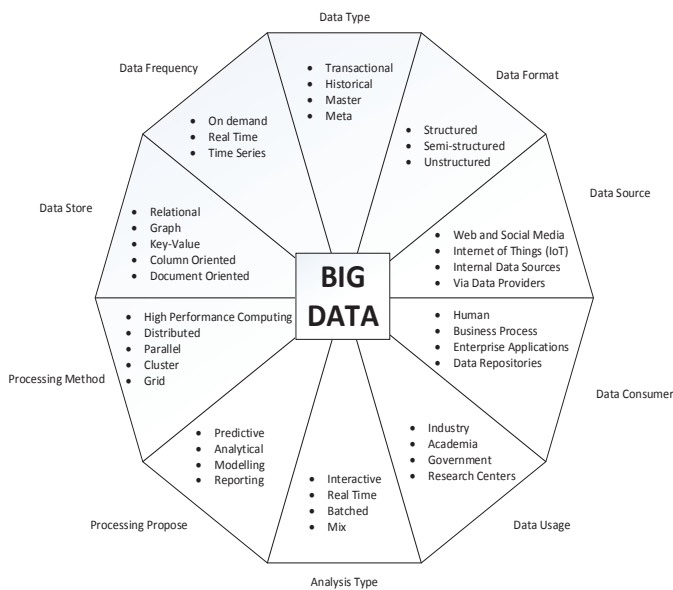 Data Type
• Transactional
• Historical
• Master
• Meta
Data Format
• Structured
• Semi-structured
• Unstructured
Data Source
• Web and Social Media
• Internet of Things (IoT)
• Internal Data Sources
• Via Data Providers
Data Consumer
• Human
• Business Process
• Enterprise Applications
• Data Repositories
Data Usage
• Industry
• Academia
• Government
• Research Centers
Analysis Type
• Interactive
• Real Time
• Batched
• Mix
Processing Propose
• Predictive
• Analytical
• Modelling
• Reporting
Processing Method
• High Performance Computing
• Distributed
• Parallel
• Cluster
• Grid
Data Store
• Relational
• Graph
• Key-Value
• Column Oriented
• Document Oriented
Data Frequency
• On demand
• Real Time
• Time Series
BIG
DATA